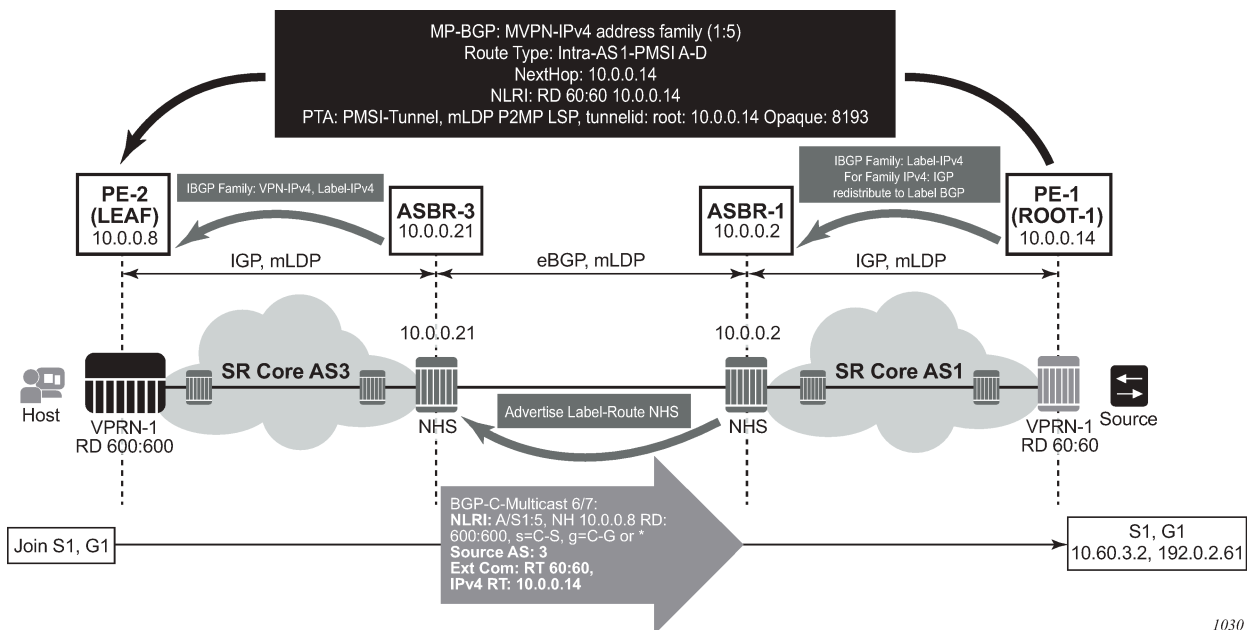 MP-BGP: MVPN-IPv4 address family (1:5)
Route Type: Intra-AS1-PMSI A-D
NextHop: 10.0.0.14
NLRI: RD 60:60 10.0.0.14
PTA: PMSI-Tunnel, mLDP P2MP LSP, tunnelid: root: 10.0.0.14 Opaque: 8193
PE-2
(LEAF)
10.0.0.8
IBGP Family: VPN-IPv4, Label-IPv4
ASBR-3
10.0.0.21
ASBR-1
10.0.0.2
IBGP Family: Label-IPv4
For Family IPv4: IGP
redistribute to Label BGP
PE-1
(ROOT-1)
10.0.0.14
IGP, mLDP
eBGP, mLDP
IGP, mLDP
10.0.0.21
10.0.0.2
Host
SR Core AS3
SR Core AS1
Source
VPRN-1
RD 600:600
NHS
Advertise Label-Route NHS
NHS
VPRN-1
RD 60:60
Join S1, G1
BGP-C-Multicast 6/7:
NLRI: A/S1:5, NH 10.0.0.8 RD:
600:600, s=C-S, g=C-G or *
Source AS: 3
Ext Com: RT 60:60,
IPv4 RT: 10.0.0.14
S1, G1
10.60.3.2, 192.0.2.61
1030